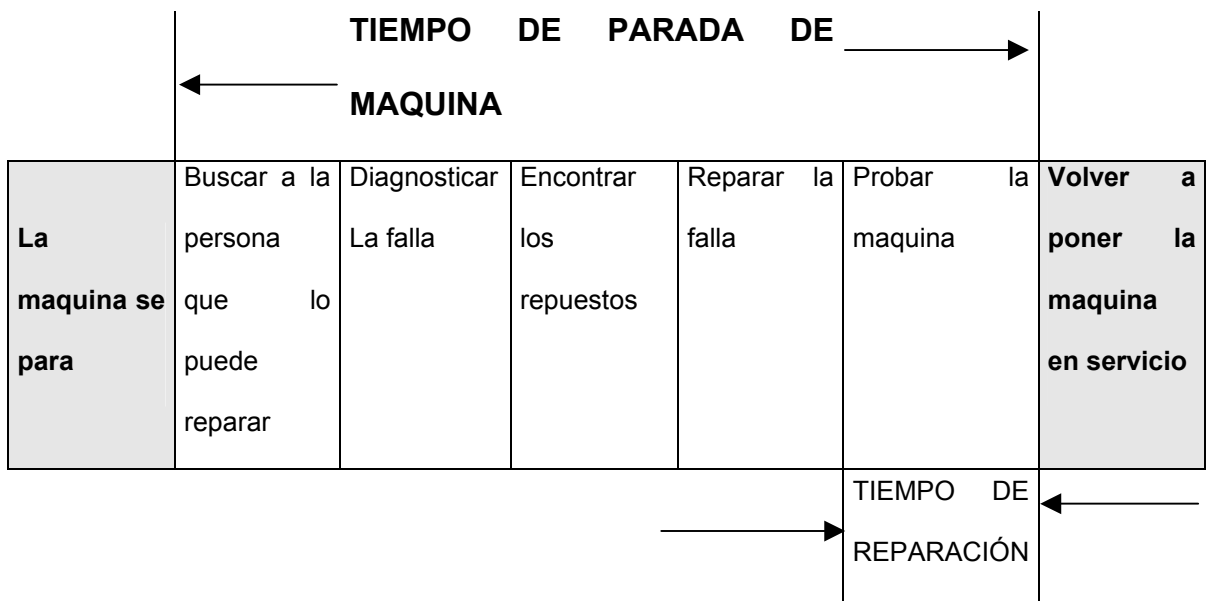 TIEMPO DE PARADA DE
MAQUINA
La
maquina se
para
Buscar a la
persona
que lo
puede
reparar
Diagnosticar
La falla
Encontrar
los
repuestos
Reparar la
falla
Probar la
maquina
Volver a
poner la
maquina
en servicio
TIEMPO DE
REPARACIÓN